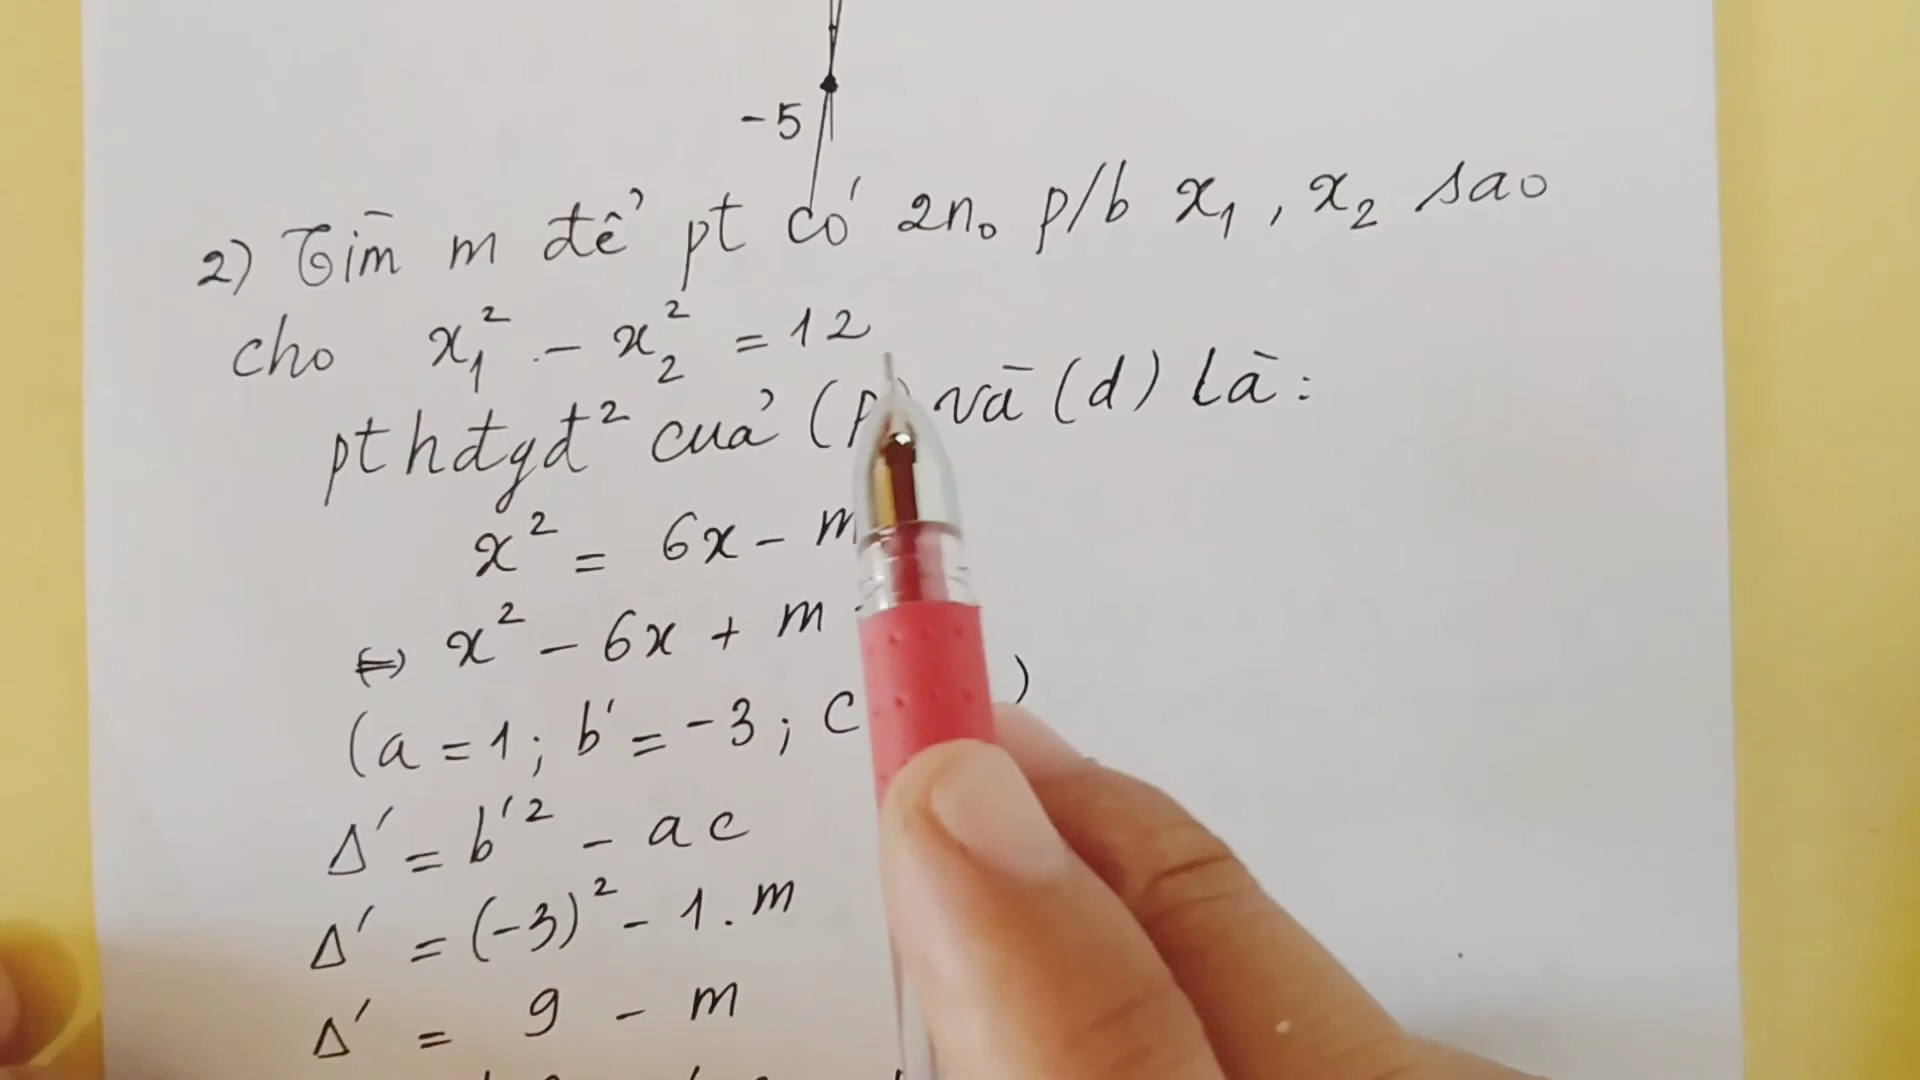 -5
2) Tìm m để pt có 2n₀ p/b x₁, x₂ sao
cho x₁² - x₂² = 12
pt hđgđ² của (p) và (d) là:
x² = 6x - m
⇔ x² - 6x + m
(a = 1; b' = -3; c )
Δ' = b'² - ac
Δ' = (-3)² - 1.m
Δ' = 9 - m